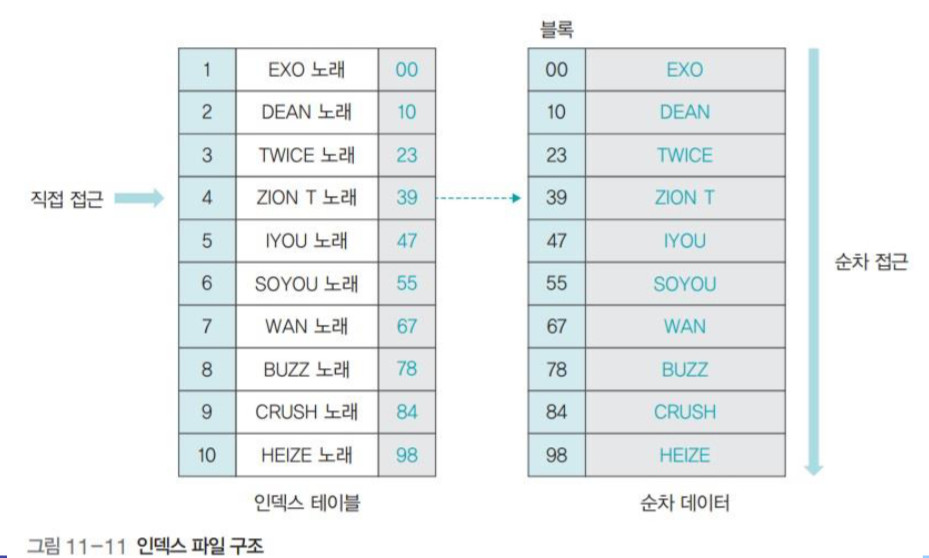 블록
1 EXO 노래 00 00 EXO
2 DEAN 노래 10 10 DEAN
3 TWICE 노래 23 23 TWICE
직접 접근 4 ZION T 노래 39 39 ZION T
5 IYOU 노래 47 47 IYOU
순차 접근
6 SOYOU 노래 55 55 SOYOU
7 WAN 노래 67 67 WAN
8 BUZZ 노래 78 78 BUZZ
9 CRUSH 노래 84 84 CRUSH
10 HEIZE 노래 98 98 HEIZE
인덱스 테이블 순차 데이터
그림 11-11 인덱스 파일 구조